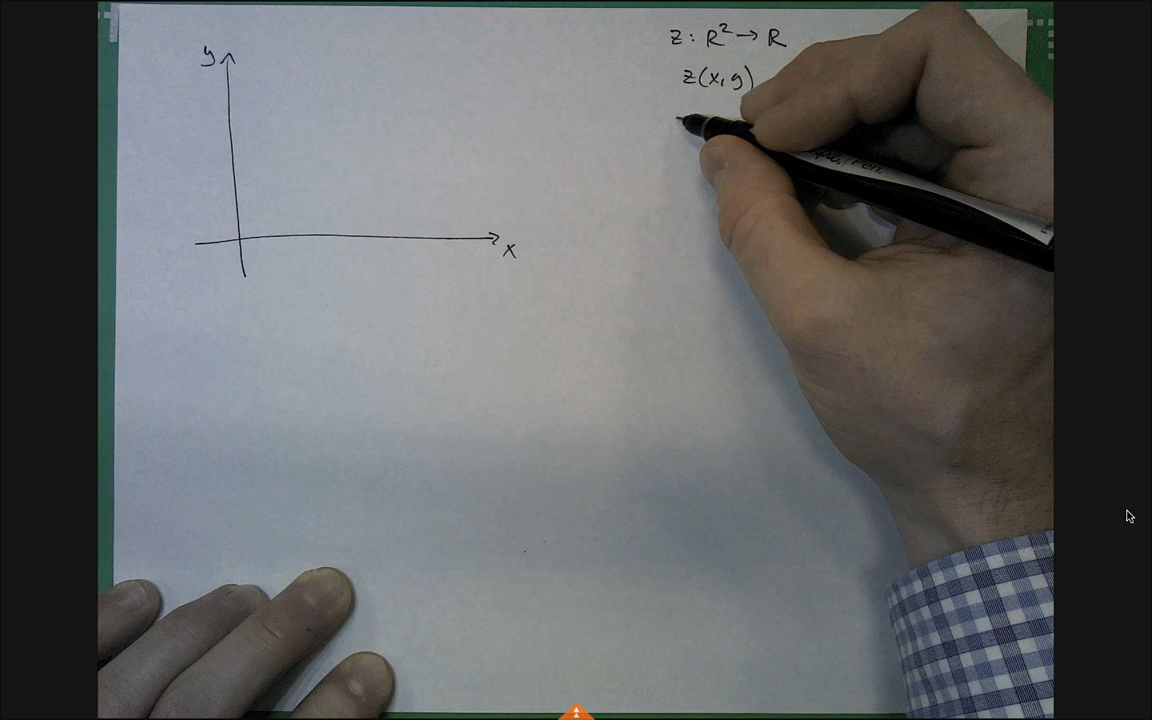 z: R² → R
y
z(x, y)
x